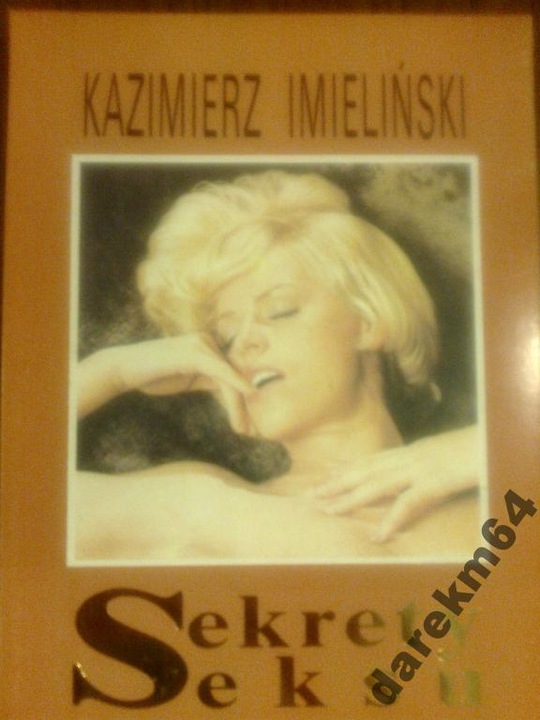 KAZIMIERZ IMIELIŃSKI
Sekrety
Seksu
darekm64